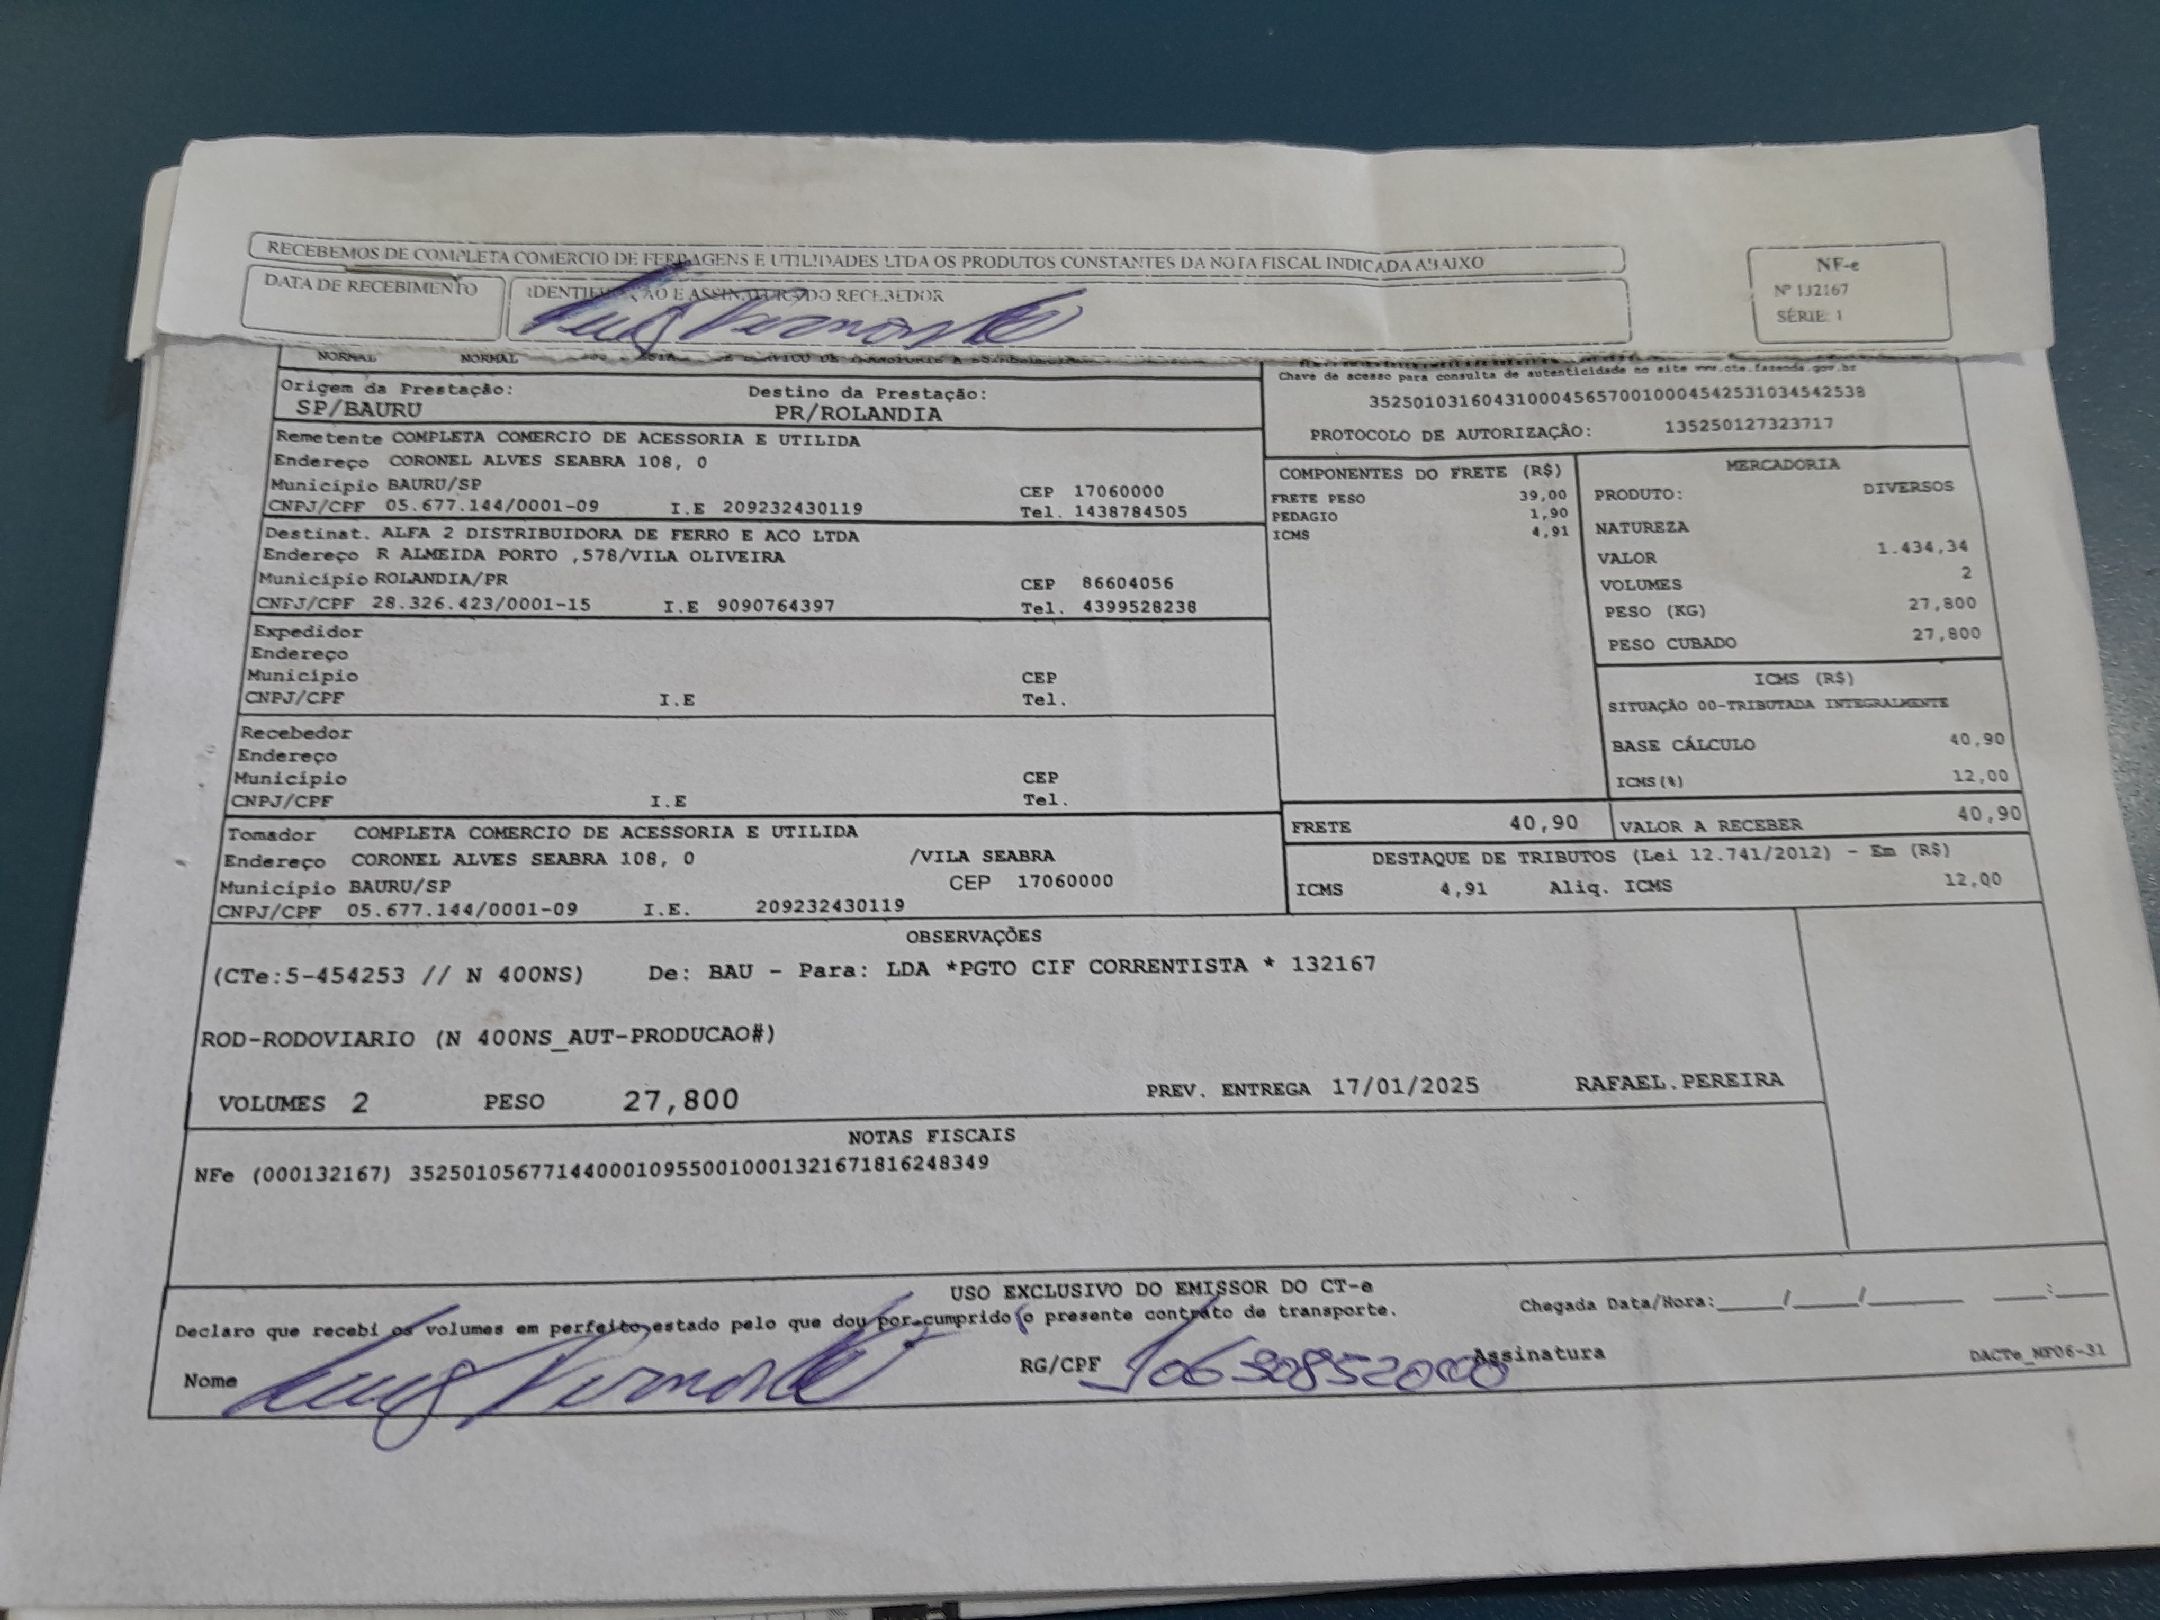 RECEBEMOS DE COMPLETA COMERCIO DE FERRAGENS E UTILIDADES LTDA OS PRODUTOS CONSTANTES DA NOTA FISCAL INDICADA ABAIXO
DATA DE RECEBIMENTO
IDENTIFICAÇÃO E ASSINATURA DO RECEBEDOR
NF-e
Nº 132167
SÉRIE: 1
NORMAL NORMAL
Chave de acesso para consulta de autenticidade no site www.cte.fazenda.gov.br
35250103160431000456570010004542531034542538
PROTOCOLO DE AUTORIZAÇÃO: 135250127323717
Origem da Prestação: Destino da Prestação:
SP/BAURU PR/ROLANDIA
Remetente COMPLETA COMERCIO DE ACESSORIA E UTILIDA
Endereço CORONEL ALVES SEABRA 108, 0
Município BAURU/SP CEP 17060000
CNPJ/CPF 05.677.144/0001-09 I.E 209232430119 Tel. 1438784505
Destinat. ALFA 2 DISTRIBUIDORA DE FERRO E ACO LTDA
Endereço R ALMEIDA PORTO ,578/VILA OLIVEIRA
Município ROLANDIA/PR CEP 86604056
CNPJ/CPF 28.326.423/0001-15 I.E 9090764397 Tel. 4399528238
Expedidor
Endereço
Município CEP
CNPJ/CPF I.E Tel.
Recebedor
Endereço
Município CEP
CNPJ/CPF I.E Tel.
Tomador COMPLETA COMERCIO DE ACESSORIA E UTILIDA
Endereço CORONEL ALVES SEABRA 108, 0 /VILA SEABRA
Município BAURU/SP CEP 17060000
CNPJ/CPF 05.677.144/0001-09 I.E. 209232430119
COMPONENTES DO FRETE (R$)
FRETE PESO 39,00
PEDAGIO 1,90
ICMS 4,91
MERCADORIA
PRODUTO: DIVERSOS
NATUREZA
VALOR 1.434,34
VOLUMES 2
PESO (KG) 27,800
PESO CUBADO 27,800
ICMS (R$)
SITUAÇÃO 00-TRIBUTADA INTEGRALMENTE
BASE CÁLCULO 40,90
ICMS(%) 12,00
FRETE 40,90 VALOR A RECEBER 40,90
DESTAQUE DE TRIBUTOS (Lei 12.741/2012) - Em (R$)
ICMS 4,91 Aliq. ICMS 12,00
OBSERVAÇÕES
(CTe:5-454253 // N 400NS) De: BAU - Para: LDA *PGTO CIF CORRENTISTA * 132167
ROD-RODOVIARIO (N 400NS_AUT-PRODUCAO#)
VOLUMES 2 PESO 27,800 PREV. ENTREGA 17/01/2025 RAFAEL.PEREIRA
NOTAS FISCAIS
NFe (000132167) 35250105677144000109550010001321671816248349
USO EXCLUSIVO DO EMISSOR DO CT-e
Declaro que recebi os volumes em perfeito estado pelo que dou por cumprido o presente contrato de transporte. Chegada Data/Hora:____/____/______ ___:___
Nome RG/CPF Assinatura DACTe_MP06-31